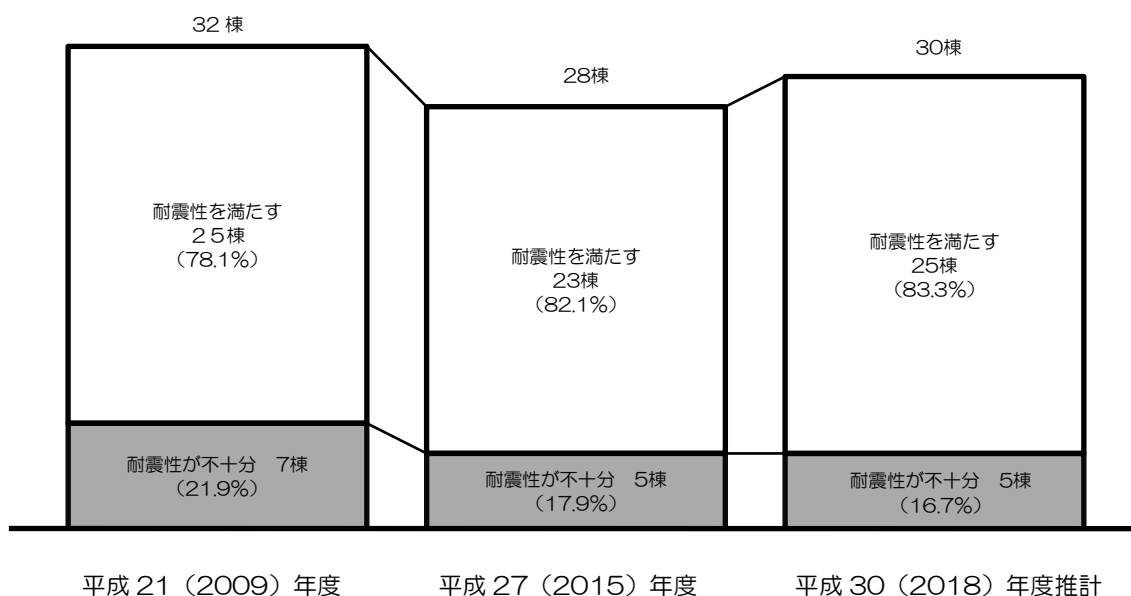 32 棟
耐震性を満たす
２５棟
（78.1％）
耐震性が不十分　7棟
（21.9％）
28棟
耐震性を満たす
23棟
（82.1％）
耐震性が不十分　5棟
（17.9％）
30棟
耐震性を満たす
25棟
（83.3％）
耐震性が不十分　5棟
（16.7％）
平成 21（2009）年度
平成 27（2015）年度
平成 30（2018）年度推計